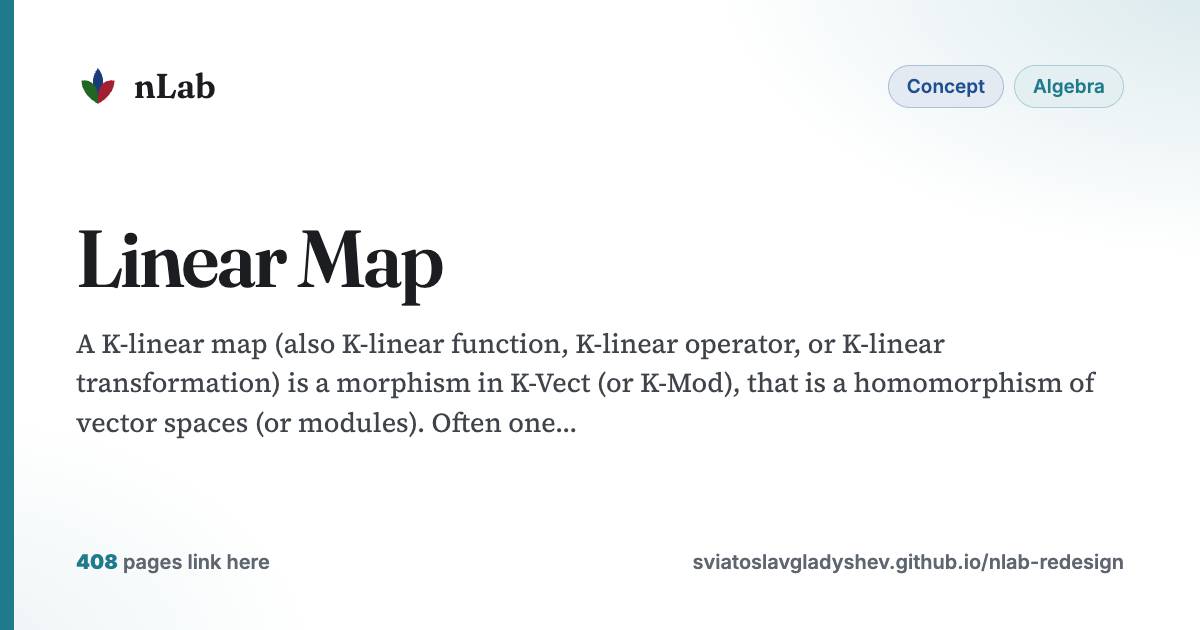 nLab
Concept
Algebra
Linear Map
A K-linear map (also K-linear function, K-linear operator, or K-linear
transformation) is a morphism in K-Vect (or K-Mod), that is a homomorphism of
vector spaces (or modules). Often one...
408 pages link here
sviatoslavgladyshev.github.io/nlab-redesign